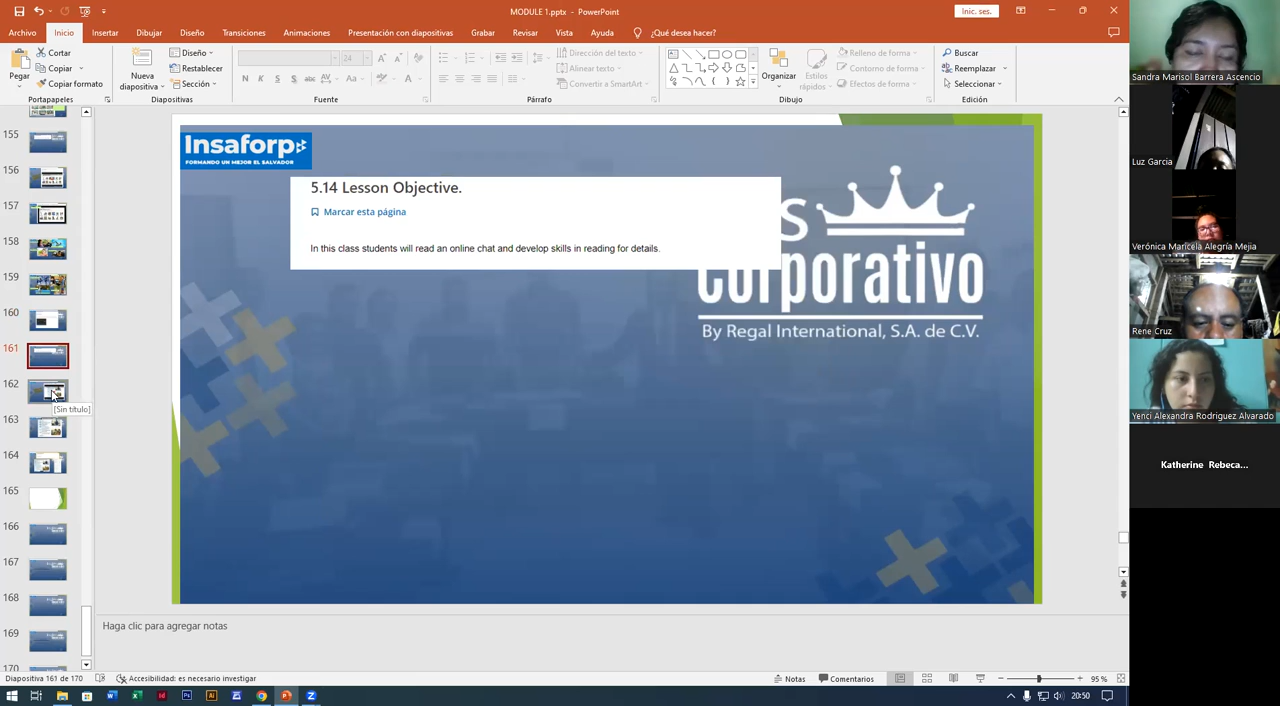 MODULE 1.pptx - PowerPoint
Inic. ses.
Archivo Inicio Insertar Dibujar Diseño Transiciones Animaciones Presentación con diapositivas Grabar Revisar Vista Ayuda ¿Qué desea hacer?
Pegar
Cortar
Copiar
Copiar formato
Portapapeles
Nueva diapositiva
Diseño
Restablecer
Sección
Diapositivas
24
N K S S abc AV Aa A
Fuente
Dirección del texto
Alinear texto
Convertir a SmartArt
Párrafo
Organizar
Estilos rápidos
Relleno de forma
Contorno de forma
Efectos de forma
Dibujo
Buscar
Reemplazar
Seleccionar
Edición
155
156
157
158
159
160
161
162
[Sin título]
163
164
165
166
167
168
169
170
Insaforp
FORMANDO UN MEJOR EL SALVADOR
5.14 Lesson Objective.
Marcar esta página
In this class students will read an online chat and develop skills in reading for details.
s
Corporativo
By Regal International, S.A. de C.V.
Haga clic para agregar notas
Diapositiva 161 de 170
Accesibilidad: es necesario investigar
Notas
Comentarios
95 %
20:50
Sandra Marisol Barrera Ascencio
Luz Garcia
Verónica Maricela Alegría Mejia
Rene Cruz
Yenci Alexandra Rodriguez Alvarado
Katherine Rebeca...